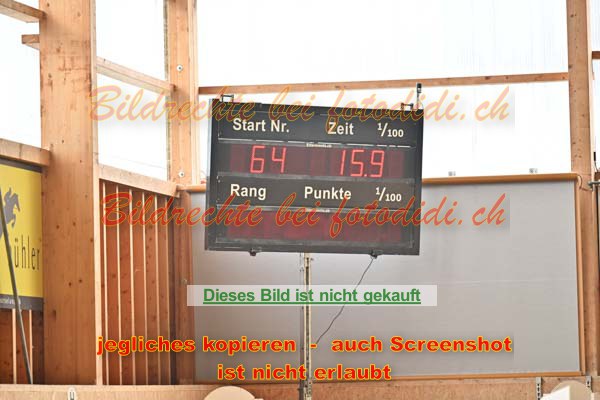 Bildrechte bei fotodidi.ch
Start Nr. Zeit 1/100
64 15.9
Rang Punkte 1/100
Bildrechte bei fotodidi.ch
Dieses Bild ist nicht gekauft
jegliches kopieren - auch Screenshot
ist nicht erlaubt